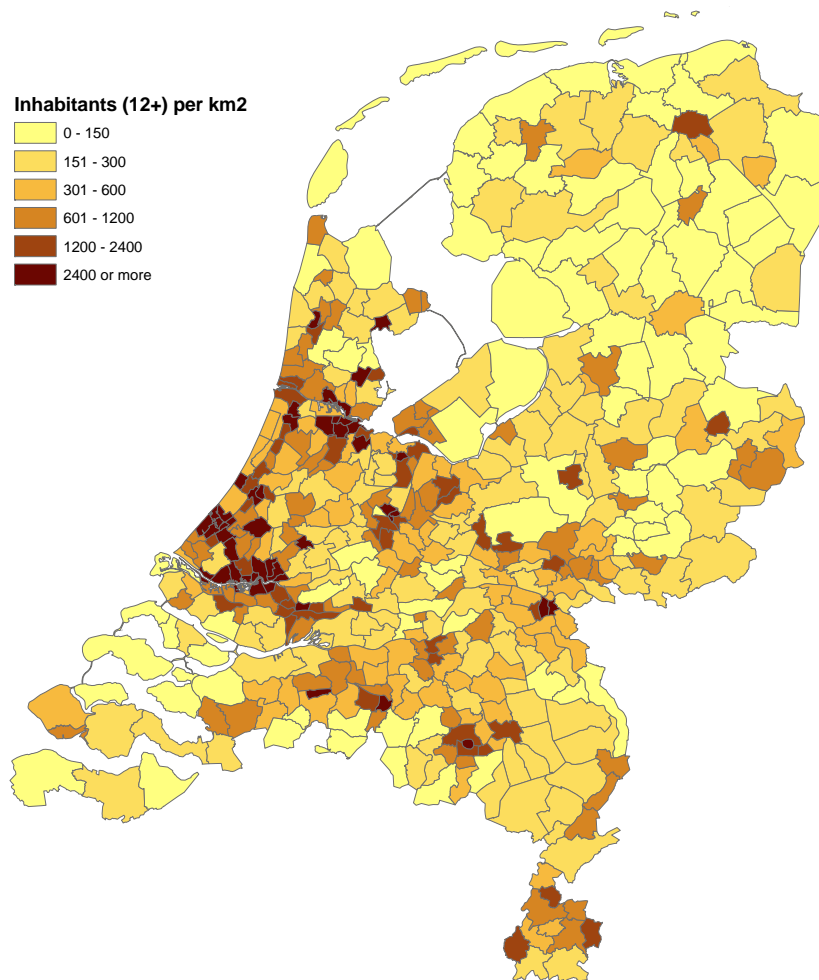 Inhabitants (12+) per km2
0 - 150
151 - 300
301 - 600
601 - 1200
1200 - 2400
2400 or more